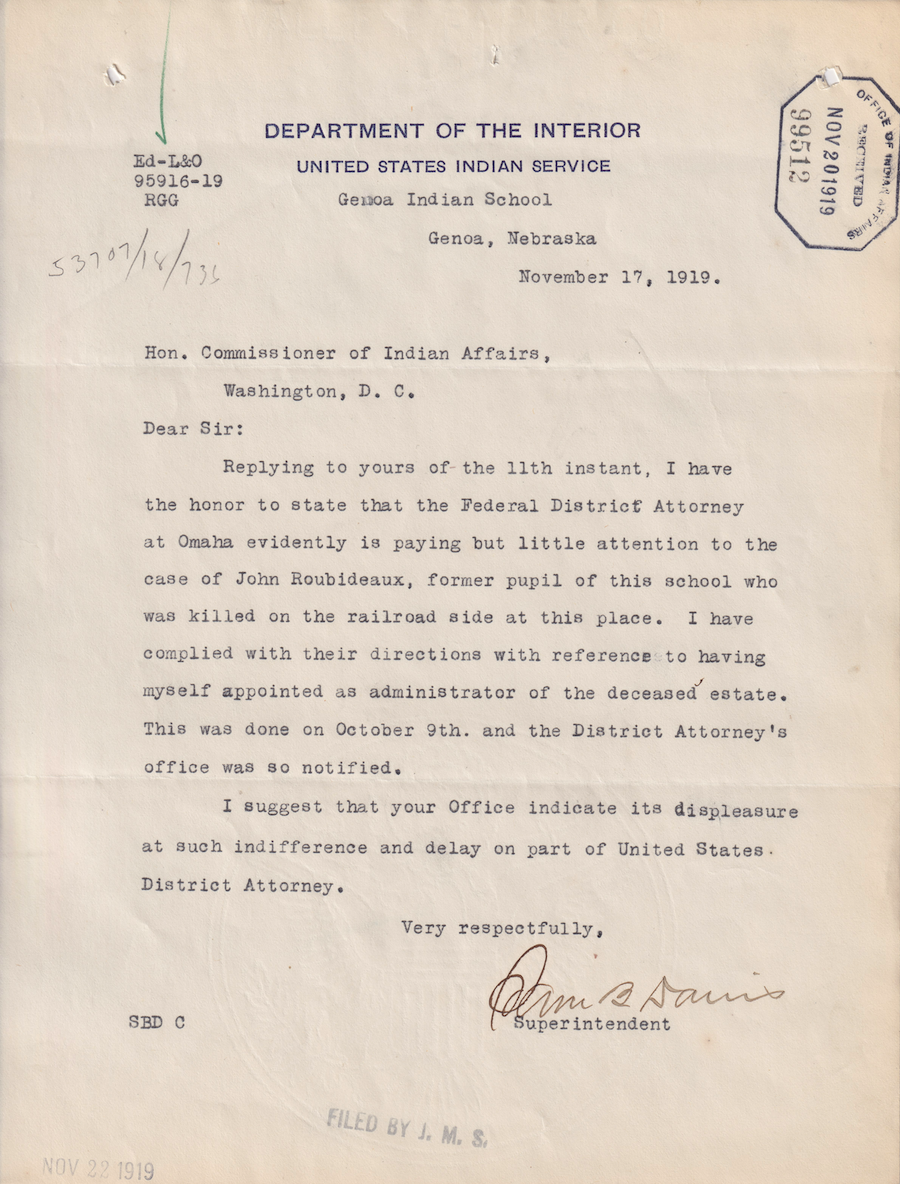 DEPARTMENT OF THE INTERIOR
UNITED STATES INDIAN SERVICE
Ed-L&O
95916-19
RGG
Genoa Indian School
Genoa, Nebraska
November 17, 1919.
OFFICE OF INDIAN AFFAIRS
RECEIVED
NOV 20 1919
99512
53707/18/
Hon. Commissioner of Indian Affairs,
Washington, D. C.
Dear Sir:
Replying to yours of the 11th instant, I have
the honor to state that the Federal District Attorney
at Omaha evidently is paying but little attention to the
case of John Roubideaux, former pupil of this school who
was killed on the railroad side at this place. I have
complied with their directions with reference to having
myself appointed as administrator of the deceased' estate.
This was done on October 9th. and the District Attorney's
office was so notified.
I suggest that your Office indicate its displeasure
at such indifference and delay on part of United States
District Attorney.
Very respectfully,
B Davis
Superintendent
SBD C
FILED BY J. M. S.
NOV 22 1919